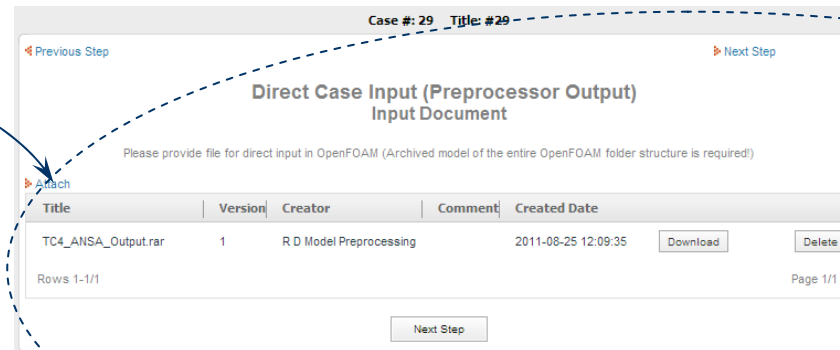 Case #: 29 Title: #29
Previous Step Next Step
Direct Case Input (Preprocessor Output)
Input Document
Please provide file for direct input in OpenFOAM (Archived model of the entire OpenFOAM folder structure is required!)
Attach
Title Version Creator Comment Created Date
TC4_ANSA_Output.rar 1 R D Model Preprocessing 2011-08-25 12:09:35 Download Delete
Rows 1-1/1 Page 1/1
Next Step